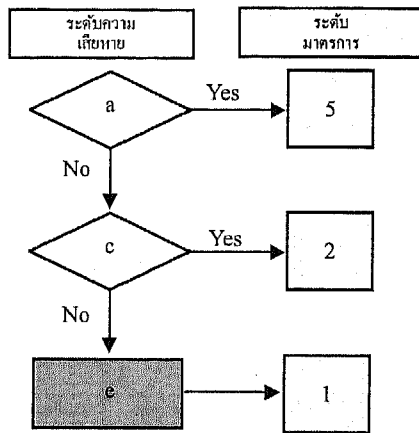 ระดับความ
เสียหาย
ระดับ
มาตรการ
a
Yes
5
No
c
Yes
2
No
e
1